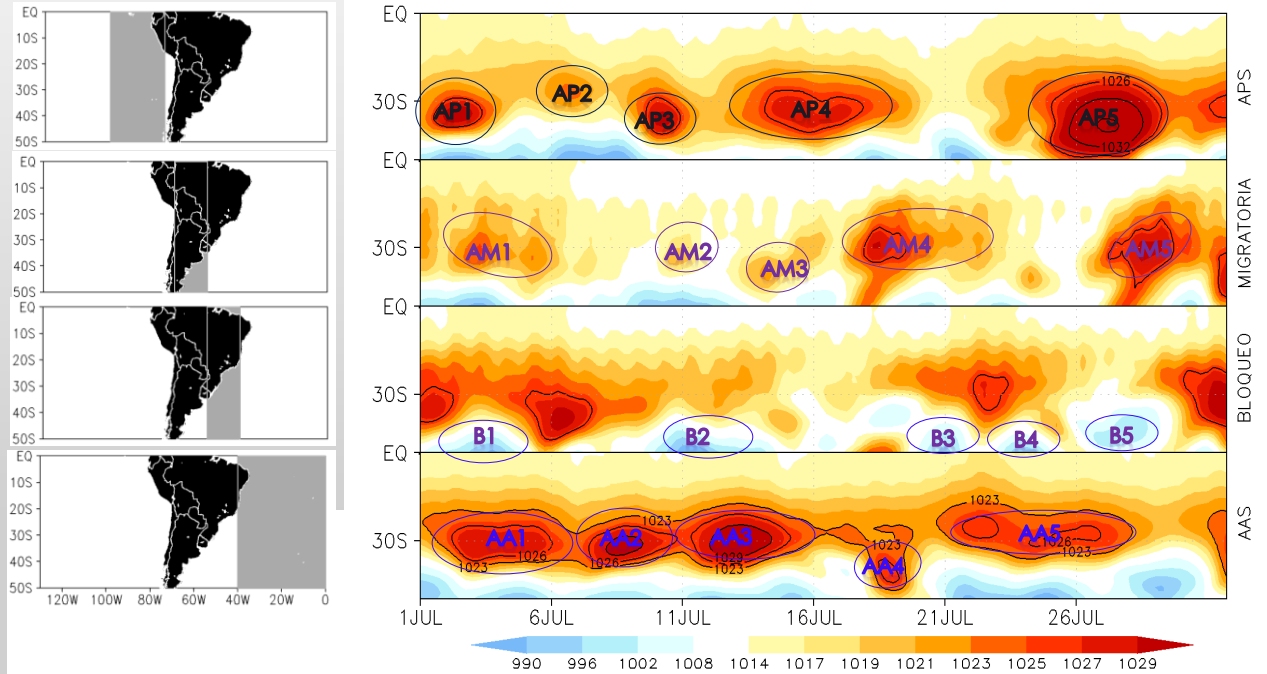 EQ
10S
20S
30S
40S
50S
EQ
10S
20S
30S
40S
50S
EQ
10S
20S
30S
40S
50S
EQ
10S
20S
30S
40S
50S
120W 100W 80W 60W 40W 20W 0
EQ
30S
AP1 AP2 AP3 AP4 AP5
1026
1032
APS
EQ
30S
AM1 AM2 AM3 AM4 AM5
MIGRATORIA
EQ
30S
B1 B2 B3 B4 B5
BLOQUEO
EQ
30S
AA1 AA2 AA3 AA4 AA5
1023 1023 1023
1026 1026 1029 1026
1023 1023 1023
AAS
1JUL 6JUL 11JUL 16JUL 21JUL 26JUL
990 996 1002 1008 1014 1017 1019 1021 1023 1025 1027 1029